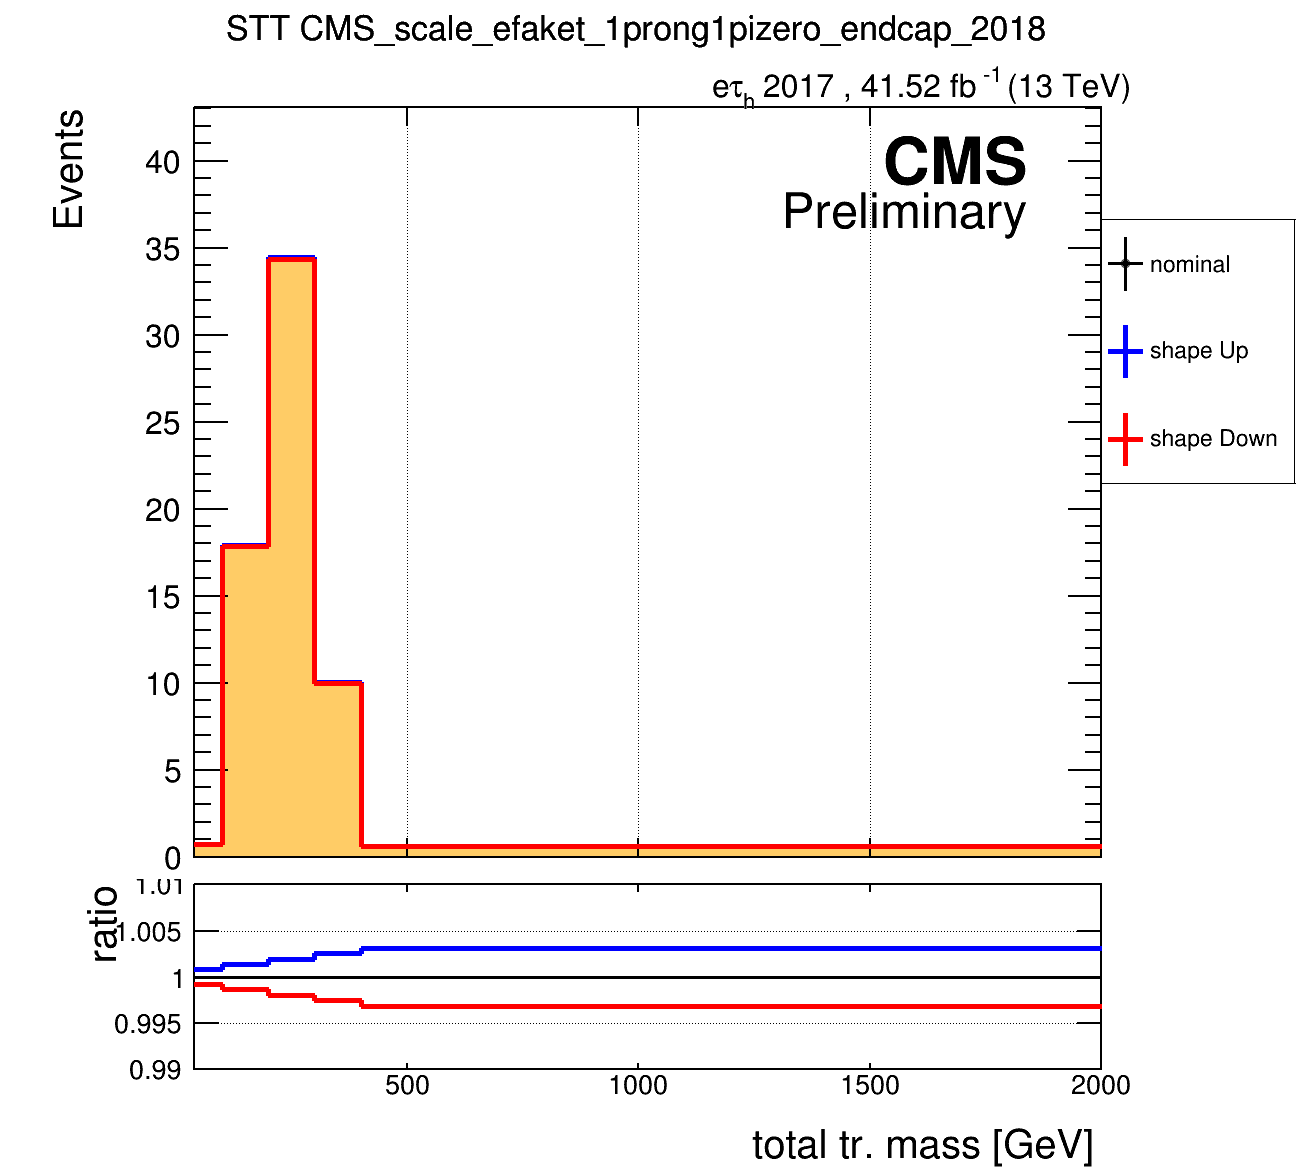 STT CMS_scale_efaket_1prong1pizero_endcap_2018
eτh 2017 , 41.52 fb-1 (13 TeV)
Events
CMS
Preliminary
40
35
30
25
20
15
10
5
0
nominal
shape Up
shape Down
ratio
1.01
1.005
1
0.995
0.99
500 1000 1500 2000
total tr. mass [GeV]